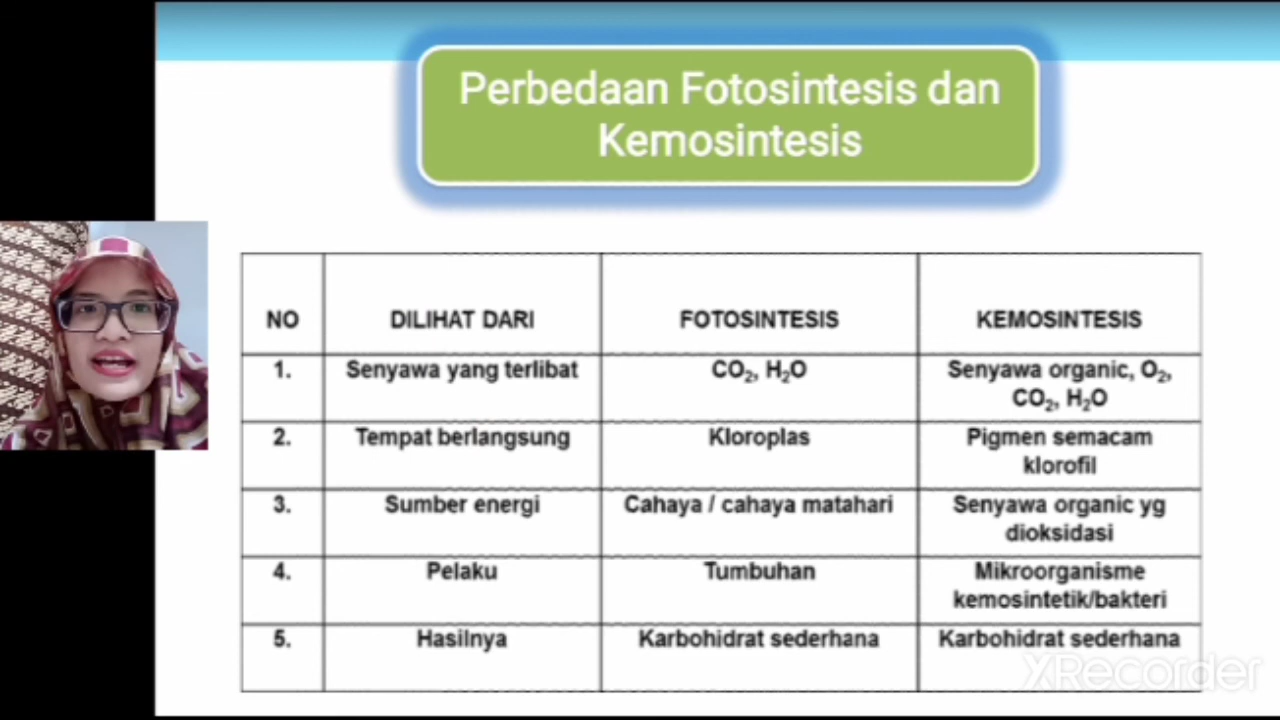 Perbedaan Fotosintesis dan
Kemosintesis
NO DILIHAT DARI FOTOSINTESIS KEMOSINTESIS
1. Senyawa yang terlibat CO₂, H₂O Senyawa organic, O₂,
CO₂, H₂O
2. Tempat berlangsung Kloroplas Pigmen semacam
klorofil
3. Sumber energi Cahaya / cahaya matahari Senyawa organic yg
dioksidasi
4. Pelaku Tumbuhan Mikroorganisme
kemosintetik/bakteri
5. Hasilnya Karbohidrat sederhana Karbohidrat sederhana
XRecorder